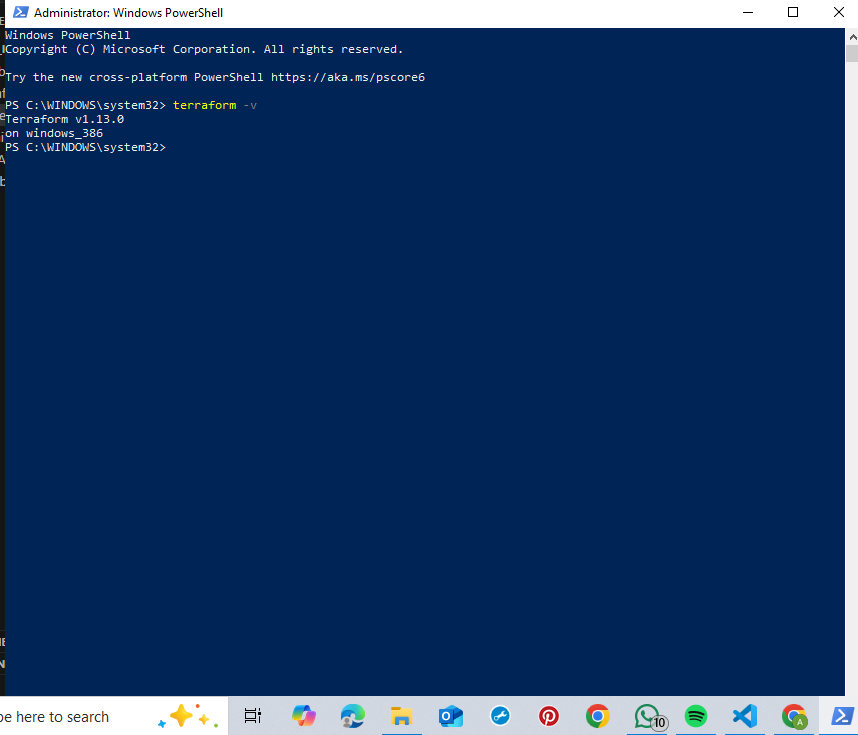 Administrator: Windows PowerShell
Windows PowerShell
Copyright (C) Microsoft Corporation. All rights reserved.
Try the new cross-platform PowerShell https://aka.ms/pscore6
PS C:\WINDOWS\system32> terraform -v
Terraform v1.13.0
on windows_386
PS C:\WINDOWS\system32>
here to search
10
A